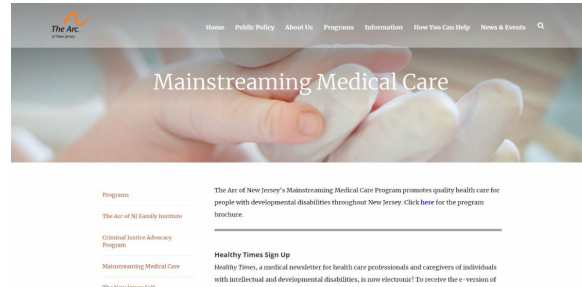 The Arc
of New Jersey
Home Public Policy About Us Programs Information How You Can Help News & Events
Mainstreaming Medical Care
Programs
The Arc of NJ Family Institute
Criminal Justice Advocacy
Program
Mainstreaming Medical Care
The New Jersey Self-
The Arc of New Jersey's Mainstreaming Medical Care Program promotes quality health care for
people with developmental disabilities throughout New Jersey. Click here for the program
brochure.
Healthy Times Sign Up
Healthy Times, a medical newsletter for health care professionals and caregivers of individuals
with intellectual and developmental disabilities, is now electronic! To receive the e-version of